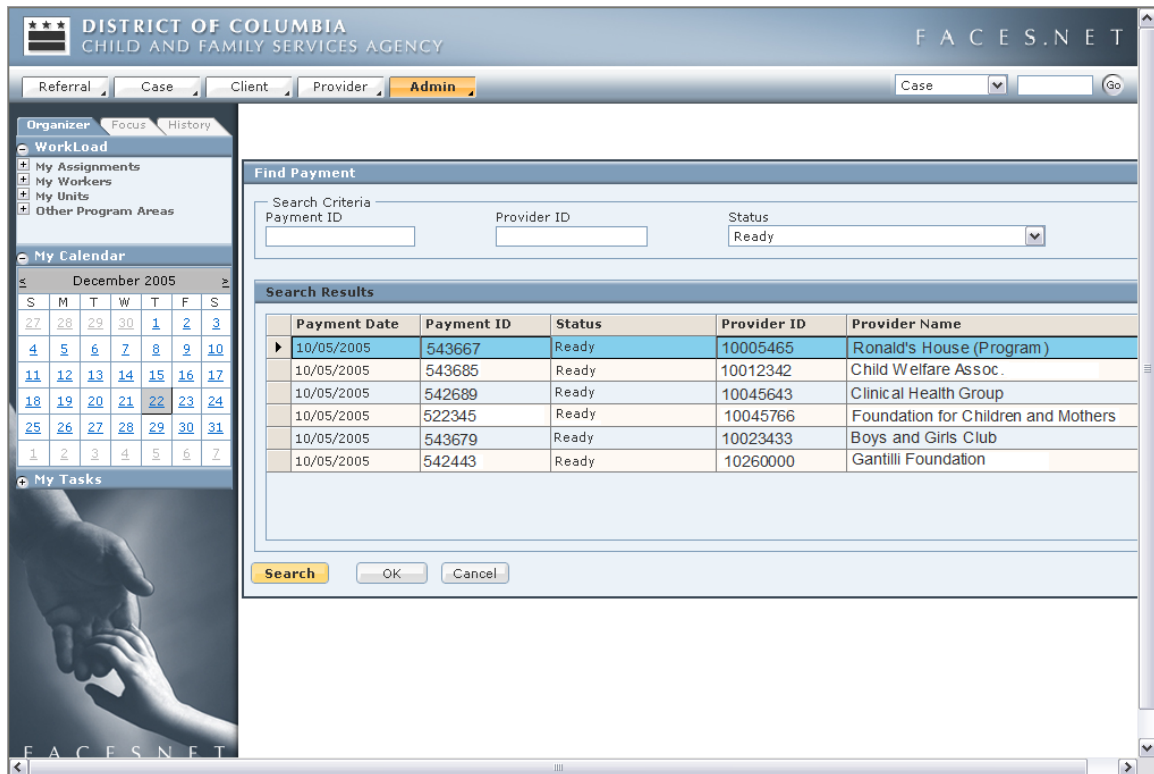 DISTRICT OF COLUMBIA
CHILD AND FAMILY SERVICES AGENCY
FACES.NET
Referral Case Client Provider Admin Case Go
Organizer Focus History
WorkLoad
My Assignments
My Workers
My Units
Other Program Areas
My Calendar
< December 2005 >
S M T W T F S
27 28 29 30 1 2 3
4 5 6 7 8 9 10
11 12 13 14 15 16 17
18 19 20 21 22 23 24
25 26 27 28 29 30 31
1 2 3 4 5 6 7
My Tasks
FACESNET
Find Payment
Search Criteria
Payment ID Provider ID Status
Ready
Search Results
Payment Date Payment ID Status Provider ID Provider Name
10/05/2005 543667 Ready 10005465 Ronald's House (Program)
10/05/2005 543685 Ready 10012342 Child Welfare Assoc.
10/05/2005 542689 Ready 10045643 Clinical Health Group
10/05/2005 522345 Ready 10045766 Foundation for Children and Mothers
10/05/2005 543679 Ready 10023433 Boys and Girls Club
10/05/2005 542443 Ready 10260000 Gantilli Foundation
Search OK Cancel